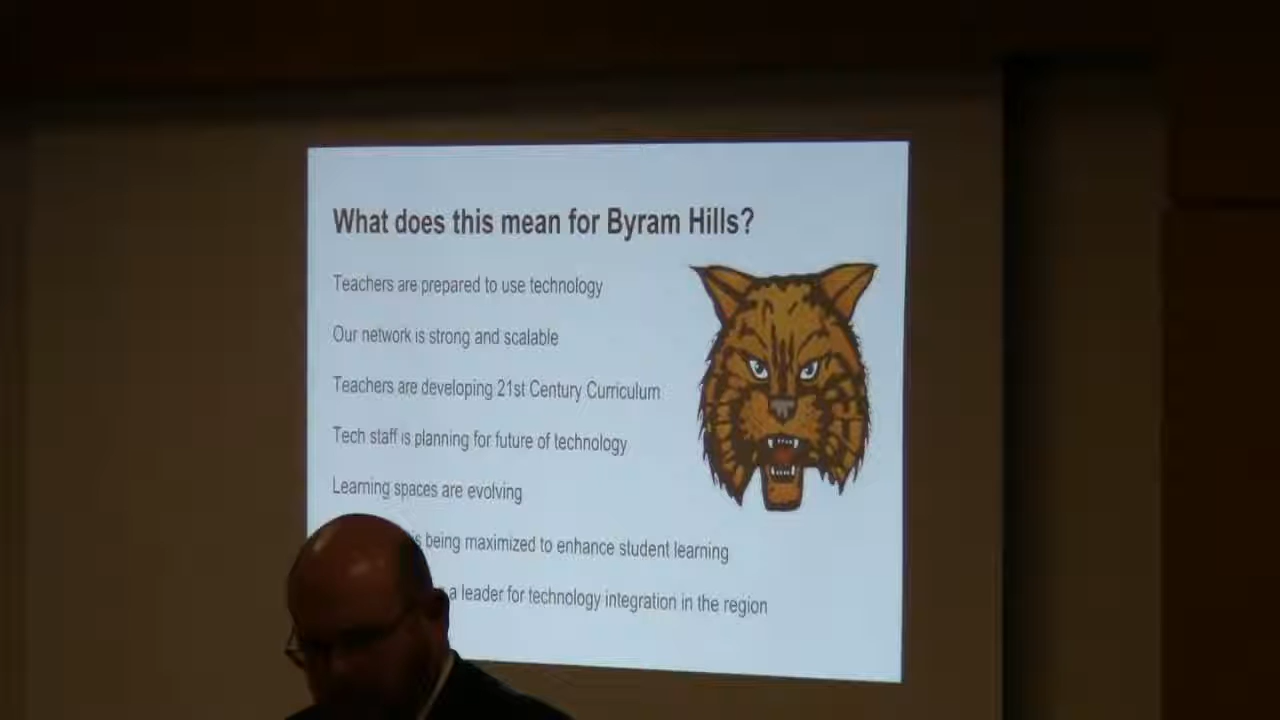 What does this mean for Byram Hills?
Teachers are prepared to use technology
Our network is strong and scalable
Teachers are developing 21st Century Curriculum
Tech staff is planning for future of technology
Learning spaces are evolving
is being maximized to enhance student learning
a leader for technology integration in the region